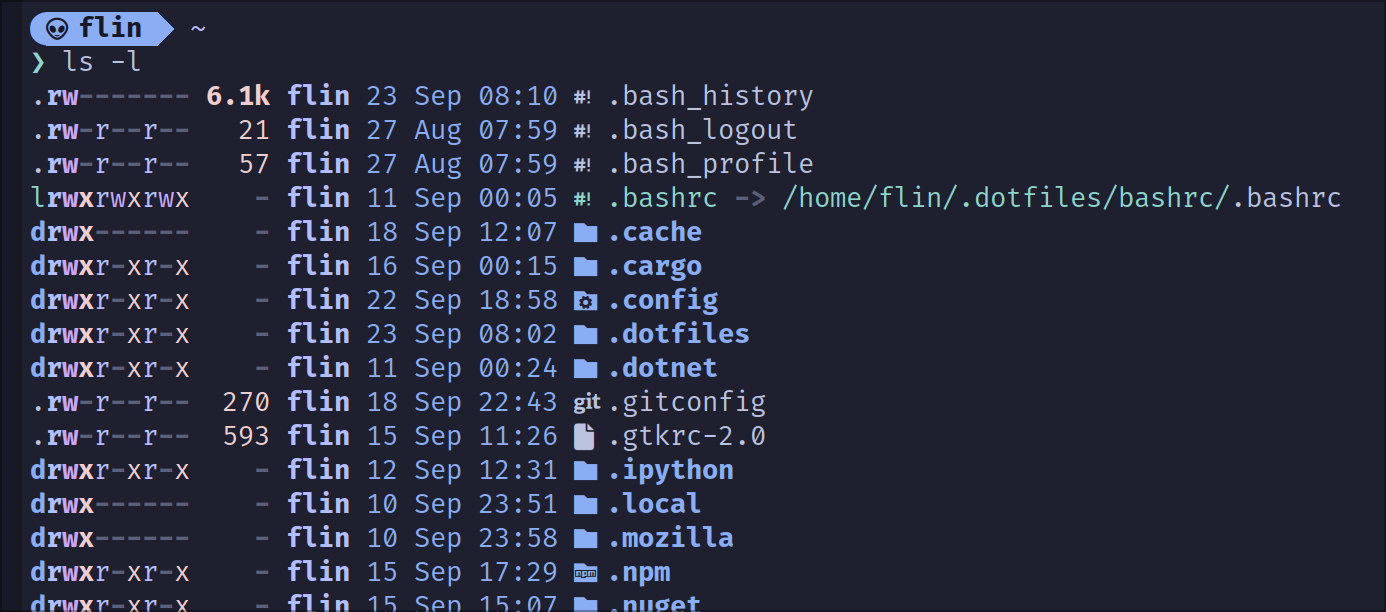 flin ~
❯ ls -l
.rw------- 6.1k flin 23 Sep 08:10 #! .bash_history
.rw-r--r-- 21 flin 27 Aug 07:59 #! .bash_logout
.rw-r--r-- 57 flin 27 Aug 07:59 #! .bash_profile
lrwxrwxrwx - flin 11 Sep 00:05 #! .bashrc -> /home/flin/.dotfiles/bashrc/.bashrc
drwx------ - flin 18 Sep 12:07 .cache
drwxr-xr-x - flin 16 Sep 00:15 .cargo
drwxr-xr-x - flin 22 Sep 18:58 .config
drwxr-xr-x - flin 23 Sep 08:02 .dotfiles
drwxr-xr-x - flin 11 Sep 00:24 .dotnet
.rw-r--r-- 270 flin 18 Sep 22:43 git .gitconfig
.rw-r--r-- 593 flin 15 Sep 11:26 .gtkrc-2.0
drwxr-xr-x - flin 12 Sep 12:31 .ipython
drwx------ - flin 10 Sep 23:51 .local
drwx------ - flin 10 Sep 23:58 .mozilla
drwxr-xr-x - flin 15 Sep 17:29 npm .npm
drwxr-xr-x - flin 15 Sep 15:07 .nuget